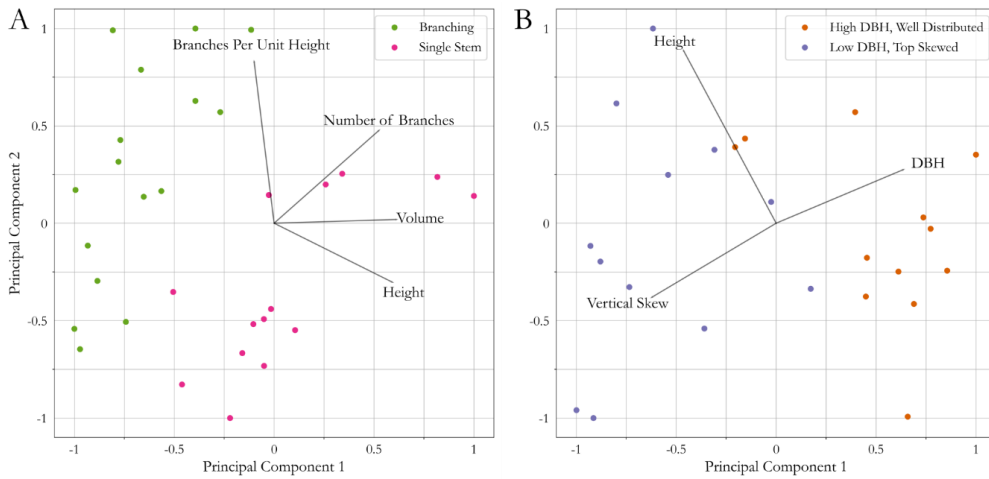 A
Branching
Single Stem
Branches Per Unit Height
Number of Branches
Volume
Height
1
0.5
0
-0.5
-1
Principal Component 2
-1
-0.5
0
0.5
1
Principal Component 1
B
High DBH, Well Distributed
Low DBH, Top Skewed
Height
DBH
Vertical Skew
1
0.5
0
-0.5
-1
-1
-0.5
0
0.5
1
Principal Component 1